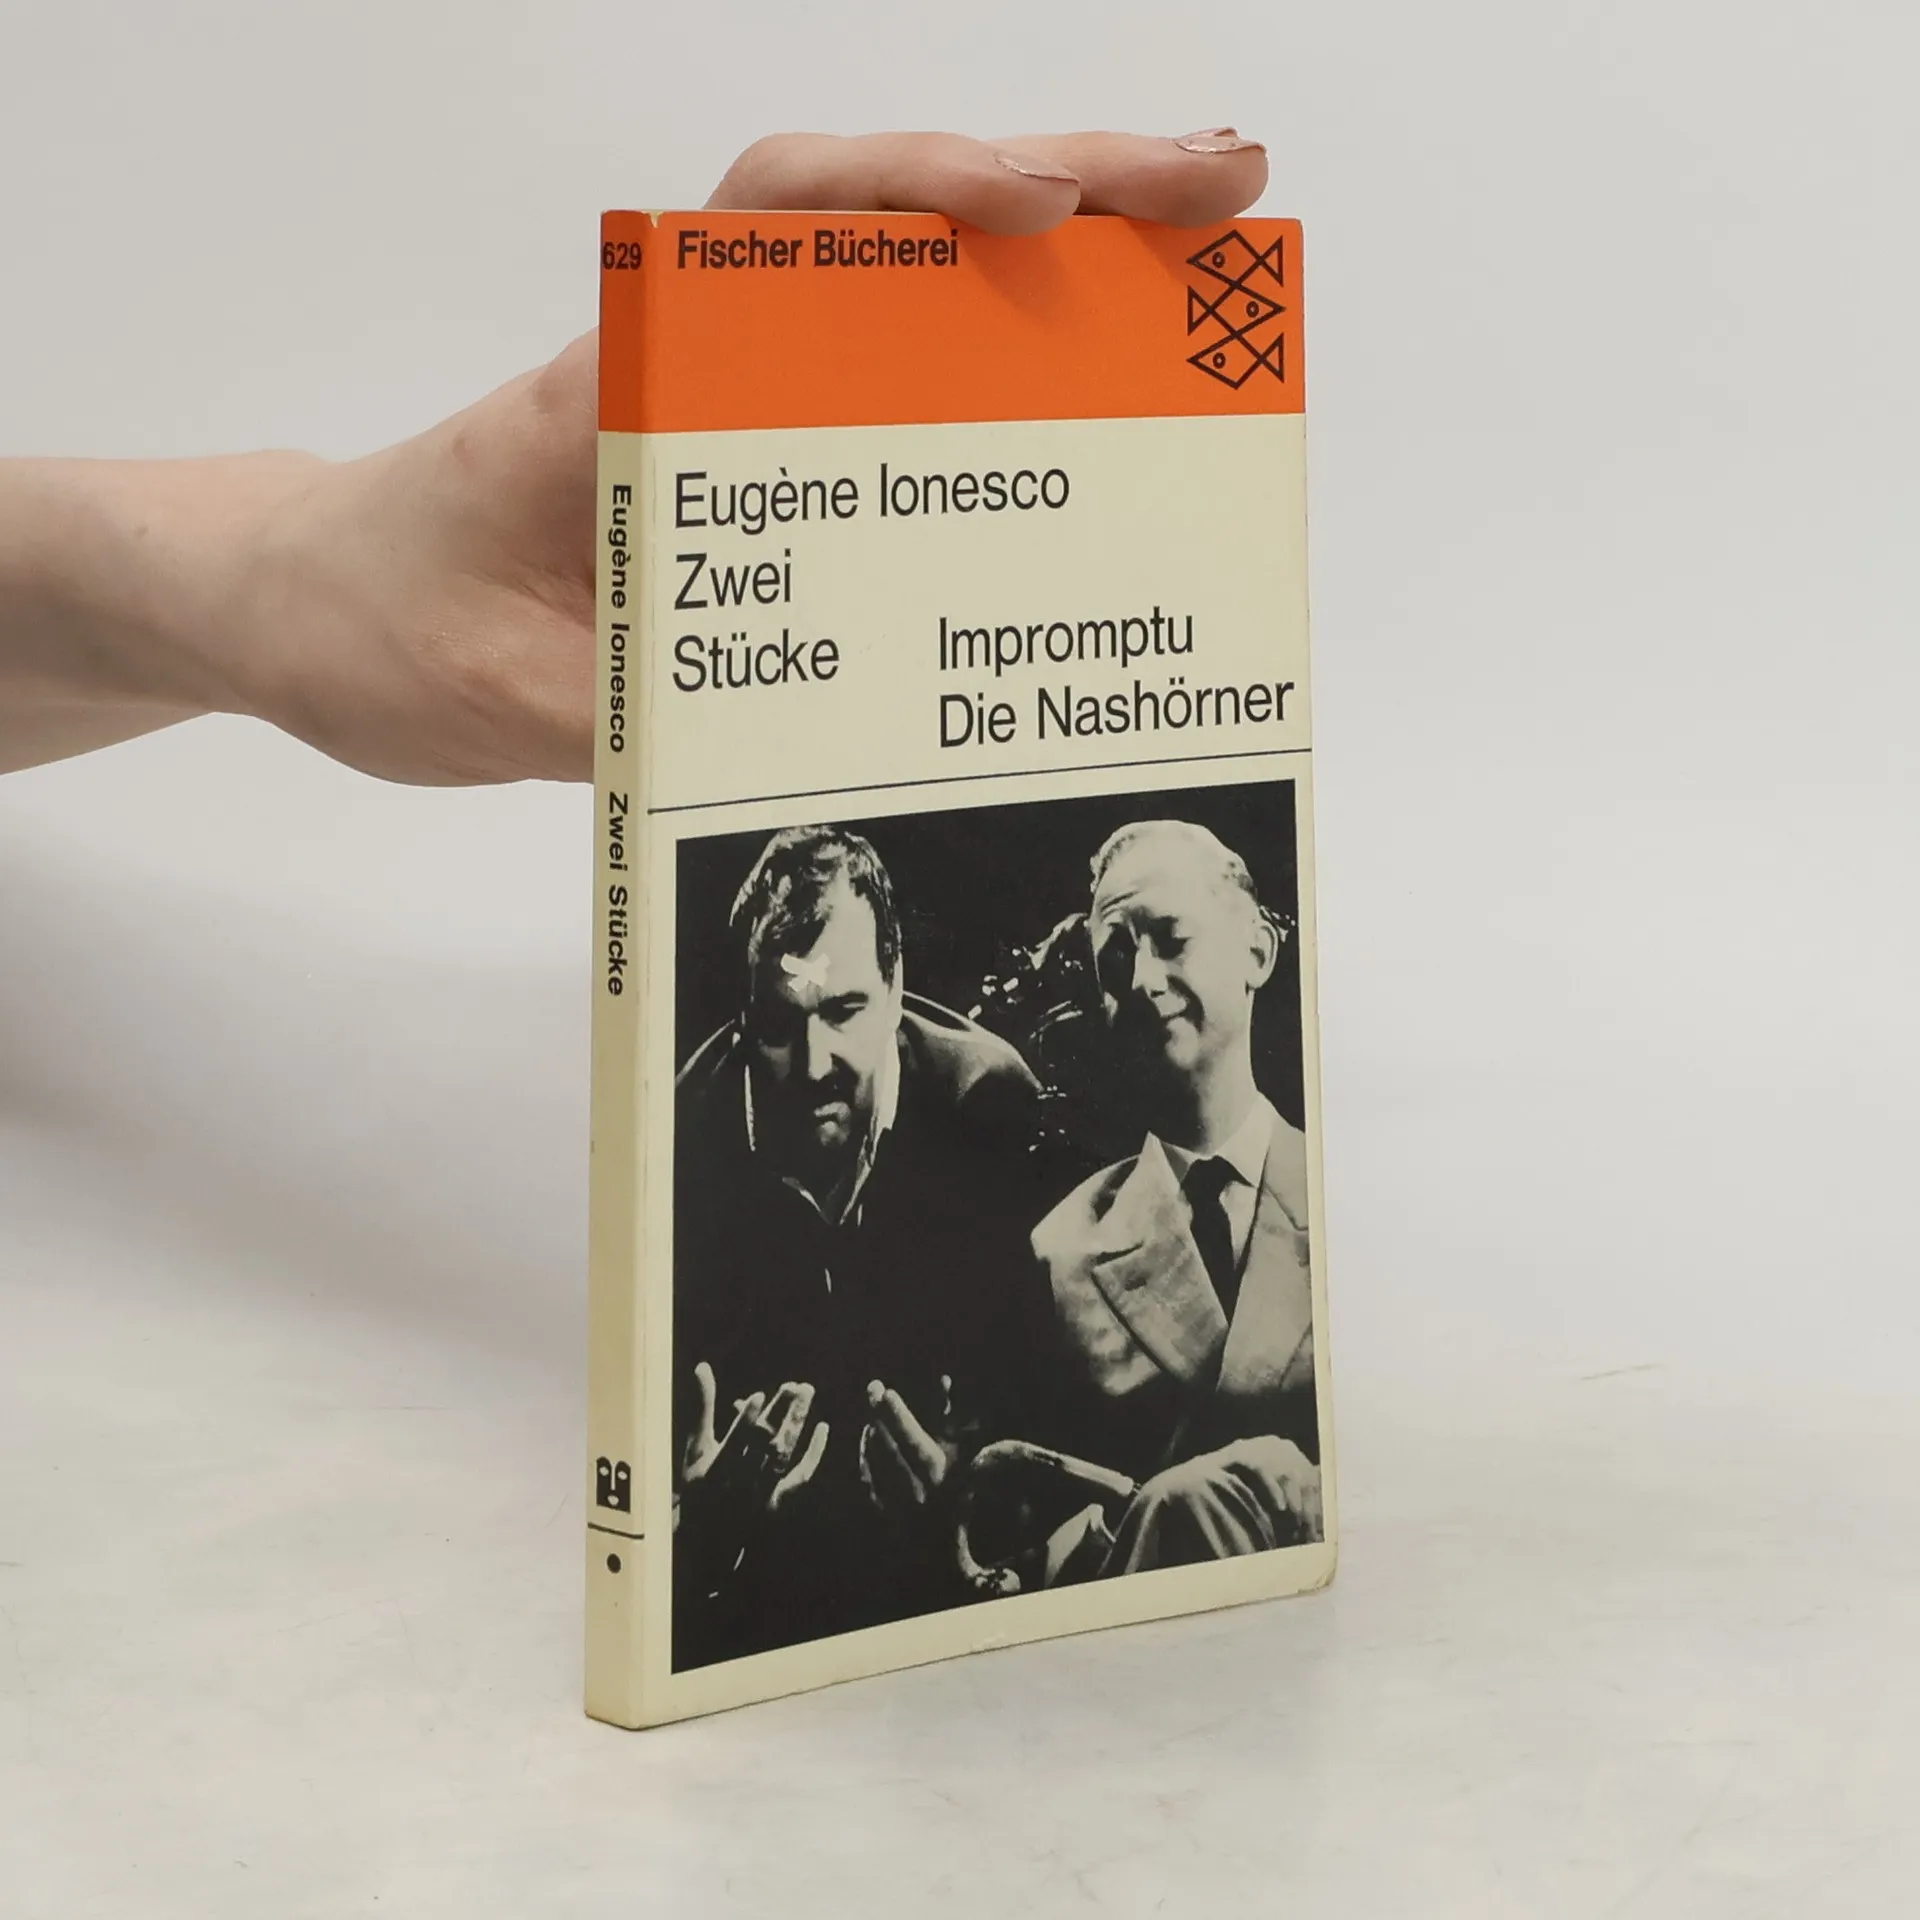 629
Fischer Bücherei
Eugène Ionesco
Zwei
Stücke
Impromptu
Die Nashörner
Eugène Ionesco Zwei Stücke